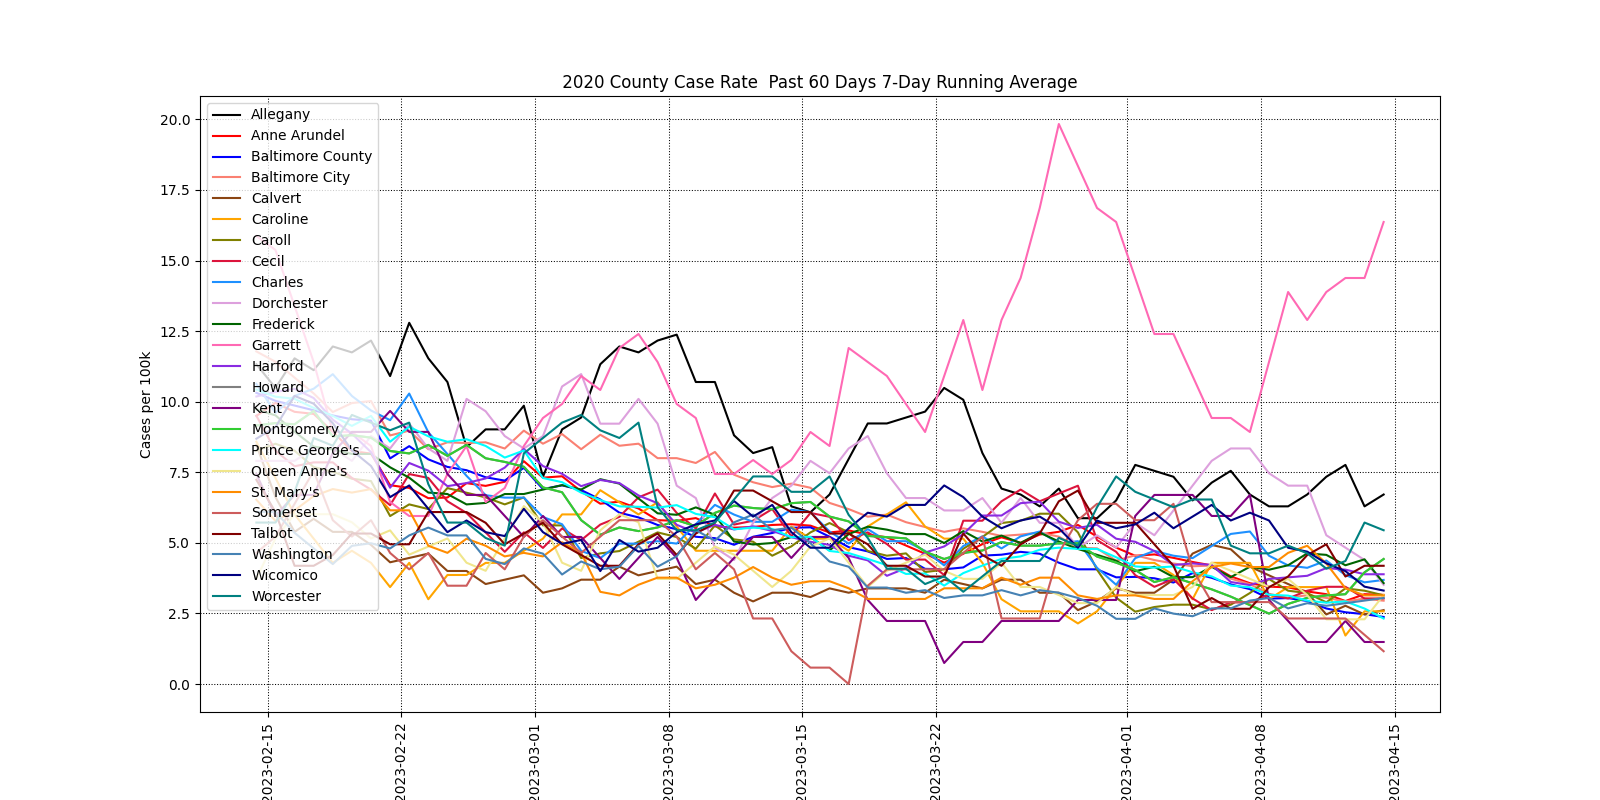 2020 County Case Rate  Past 60 Days 7-Day Running Average
Cases per 100k
20.0
17.5
15.0
12.5
10.0
7.5
5.0
2.5
0.0
Allegany
Anne Arundel
Baltimore County
Baltimore City
Calvert
Caroline
Caroll
Cecil
Charles
Dorchester
Frederick
Garrett
Harford
Howard
Kent
Montgomery
Prince George's
Queen Anne's
St. Mary's
Somerset
Talbot
Washington
Wicomico
Worcester
2023-02-15
2023-02-22
2023-03-01
2023-03-08
2023-03-15
2023-03-22
2023-04-01
2023-04-08
2023-04-15